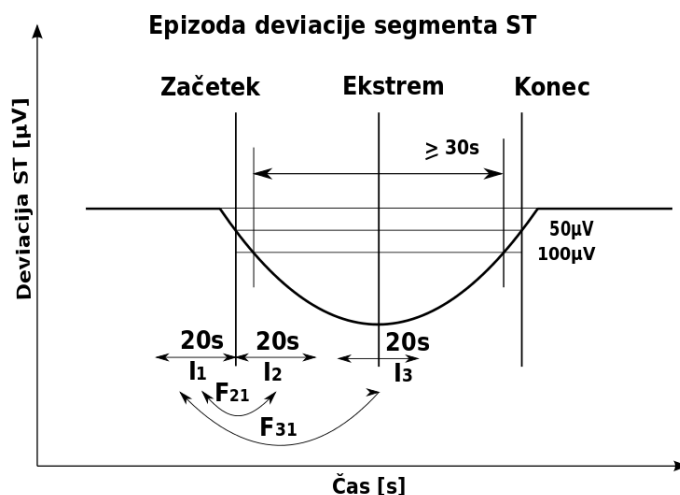 Epizoda deviacije segmenta ST
Začetek Ekstrem Konec
≥ 30s
Deviacija ST [µV]
50µV
100µV
20s 20s 20s
I1 I2 I3
F21
F31
Čas [s]